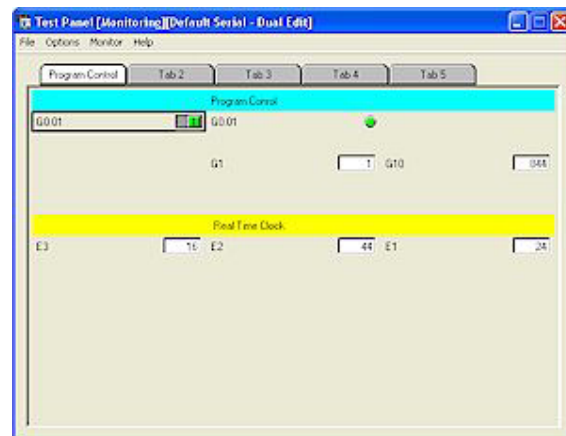 Test Panel [Monitoring][Default Serial - Dual Edit]
File Options Monitor Help
Program Control Tab 2 Tab 3 Tab 4 Tab 5
Program Conrol
G0.01 G0.01
G1 1 G10 844
Real Time Clock
E3 16 E2 44 E1 24